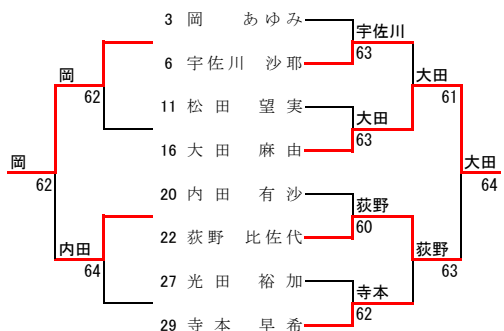 3 岡 あゆみ
宇佐川
6 宇佐川 沙耶
63
岡
大田
62
61
11 松田 望実
大田
16 大田 麻由
63
岡
大田
62
64
20 内田 有沙
荻野
22 荻野 比佐代
60
内田
荻野
64
63
27 光田 裕加
寺本
29 寺本 早希
62